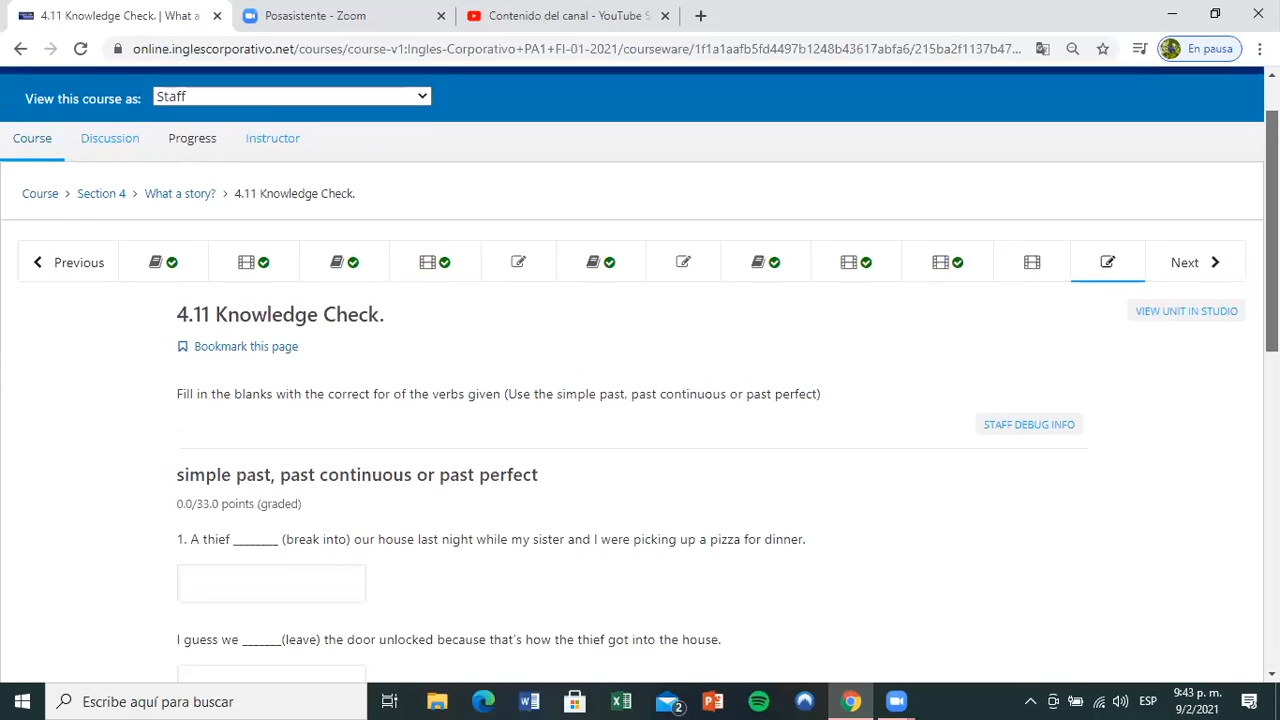 4.11 Knowledge Check. | What a
Posasistente - Zoom
Contenido del canal - YouTube S
online.inglescorporativo.net/courses/course-v1:Ingles-Corporativo+PA1+FI-01-2021/courseware/1f1a1aafb5fd4497b1248b43617abfa6/215ba2f1137b47...
En pausa
View this course as:
Staff
Course
Discussion
Progress
Instructor
Course > Section 4 > What a story? > 4.11 Knowledge Check.
Previous
Next
4.11 Knowledge Check.
VIEW UNIT IN STUDIO
Bookmark this page
Fill in the blanks with the correct for of the verbs given (Use the simple past, past continuous or past perfect)
STAFF DEBUG INFO
simple past, past continuous or past perfect
0.0/33.0 points (graded)
1. A thief ________ (break into) our house last night while my sister and I were picking up a pizza for dinner.
I guess we _______(leave) the door unlocked because that's how the thief got into the house.
Escribe aquí para buscar
2
ESP
9:43 p. m.
9/2/2021